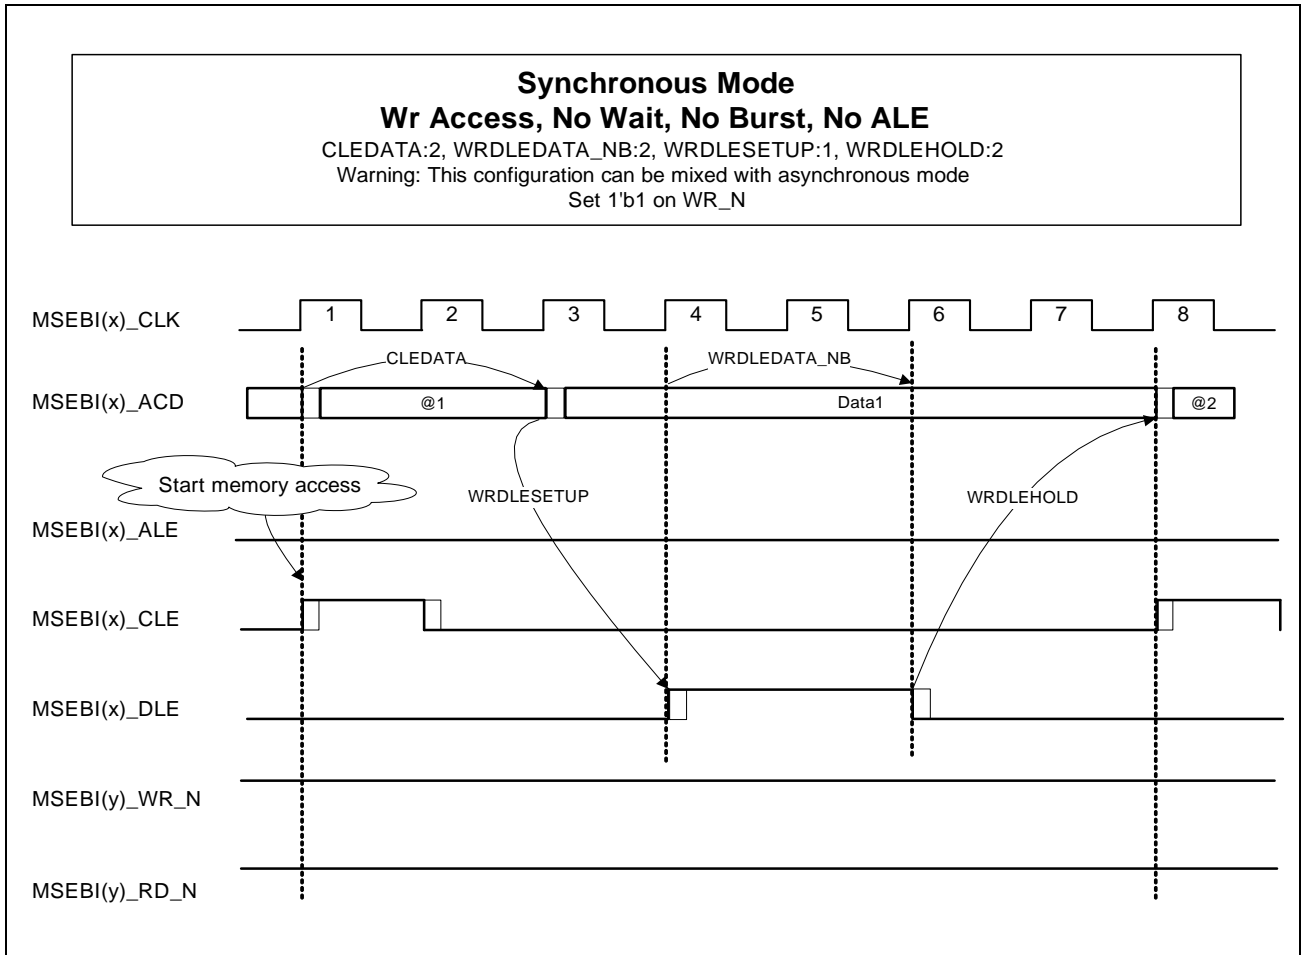 Synchronous Mode
Wr Access, No Wait, No Burst, No ALE
CLEDATA:2, WRDLEDATA_NB:2, WRDLESETUP:1, WRDLEHOLD:2
Warning: This configuration can be mixed with asynchronous mode
Set 1'b1 on WR_N
MSEBI(x)_CLK 1 2 3 4 5 6 7 8
CLEDATA WRDLEDATA_NB
MSEBI(x)_ACD @1 Data1 @2
Start memory access
WRDLESETUP WRDLEHOLD
MSEBI(x)_ALE
MSEBI(x)_CLE
MSEBI(x)_DLE
MSEBI(y)_WR_N
MSEBI(y)_RD_N